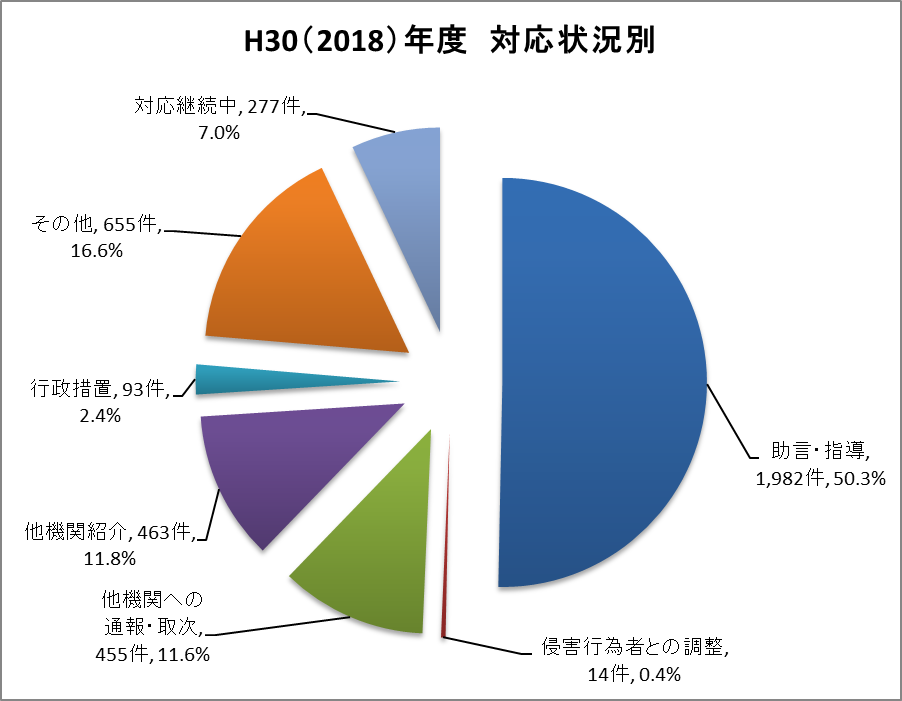 H30(2018)年度　対応状況別
対応継続中, 277件,
7.0%
その他, 655件,
16.6%
行政措置, 93件,
2.4%
他機関紹介, 463件,
11.8%
他機関への
通報・取次,
455件, 11.6%
侵害行為者との調整,
14件, 0.4%
助言・指導,
1,982件, 50.3%